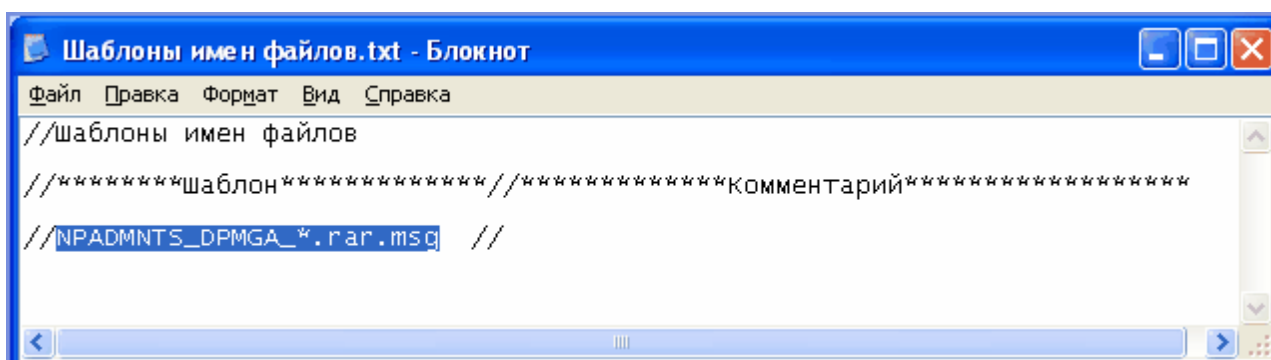 Шаблоны имен файлов.txt - Блокнот
Файл Правка Формат Вид Справка
//Шаблоны имен файлов
//********Шаблон*************//*************Комментарий******************
//NPADMNTS_DPMGA_*.rar.msg //